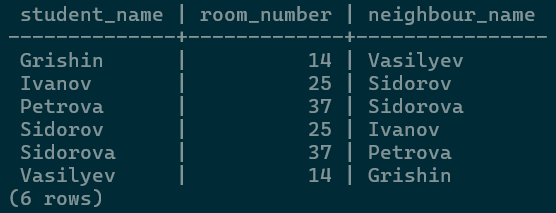 student_name | room_number | neighbour_name
--------------+-------------+----------------
Grishin | 14 | Vasilyev
Ivanov | 25 | Sidorov
Petrova | 37 | Sidorova
Sidorov | 25 | Ivanov
Sidorova | 37 | Petrova
Vasilyev | 14 | Grishin
(6 rows)